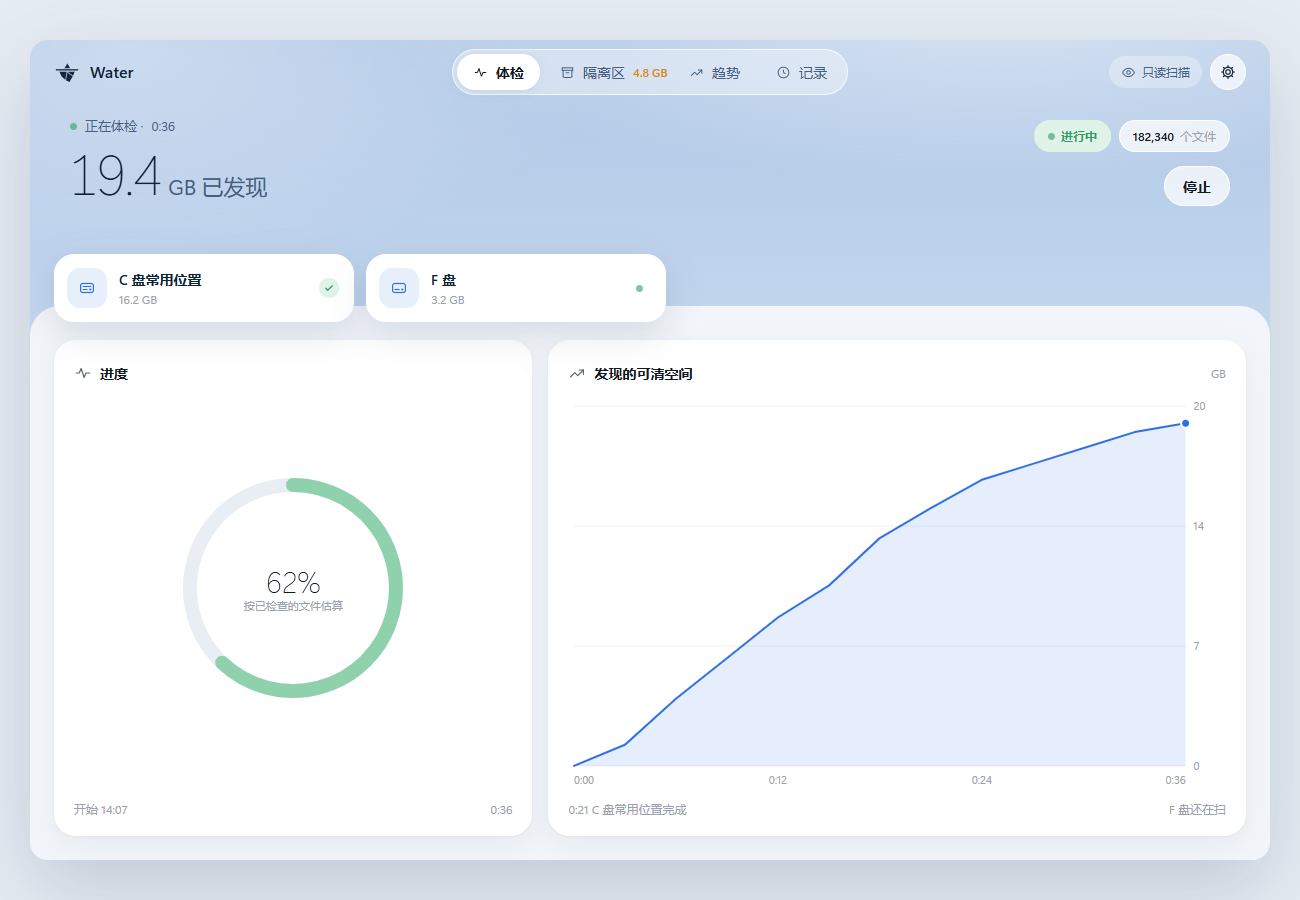 Water
体检
隔离区 4.8 GB
趋势
记录
只读扫描
正在体检 · 0:36
进行中
182,340 个文件
19.4 GB 已发现
停止
C 盘常用位置
16.2 GB
F 盘
3.2 GB
进度
62%
按已检查的文件估算
开始 14:07
0:36
发现的可清空间
GB
20
14
7
0
0:00
0:12
0:24
0:36
0:21 C 盘常用位置完成
F 盘还在扫